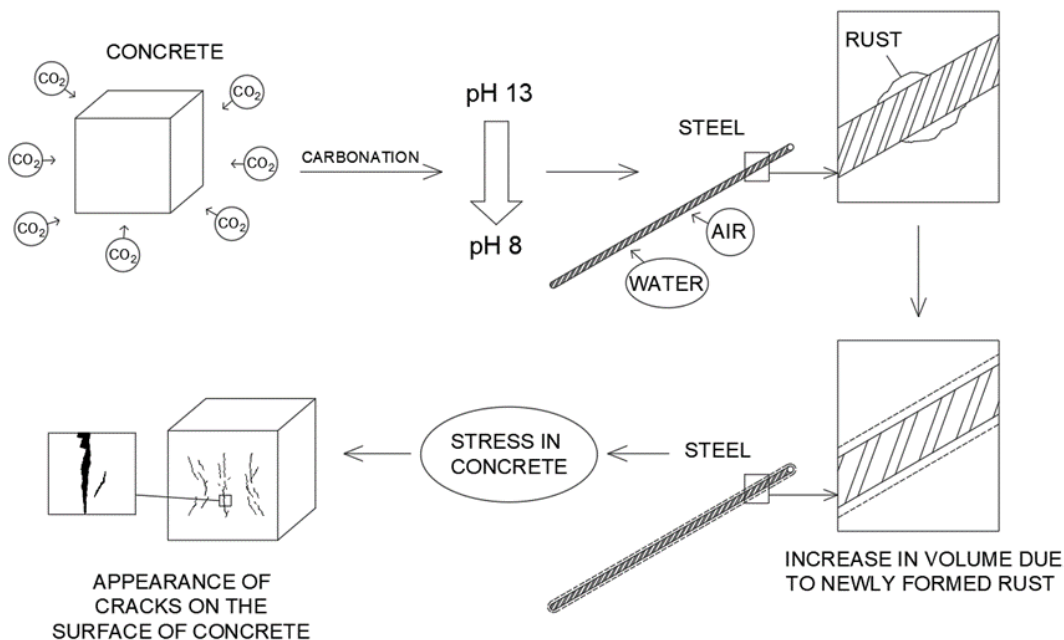 CONCRETE
CO2
CO2
CO2
CO2
CO2
CO2
CO2
CARBONATION
pH 13
pH 8
STEEL
AIR
WATER
RUST
INCREASE IN VOLUME DUE
TO NEWLY FORMED RUST
STEEL
STRESS IN
CONCRETE
APPEARANCE OF
CRACKS ON THE
SURFACE OF CONCRETE